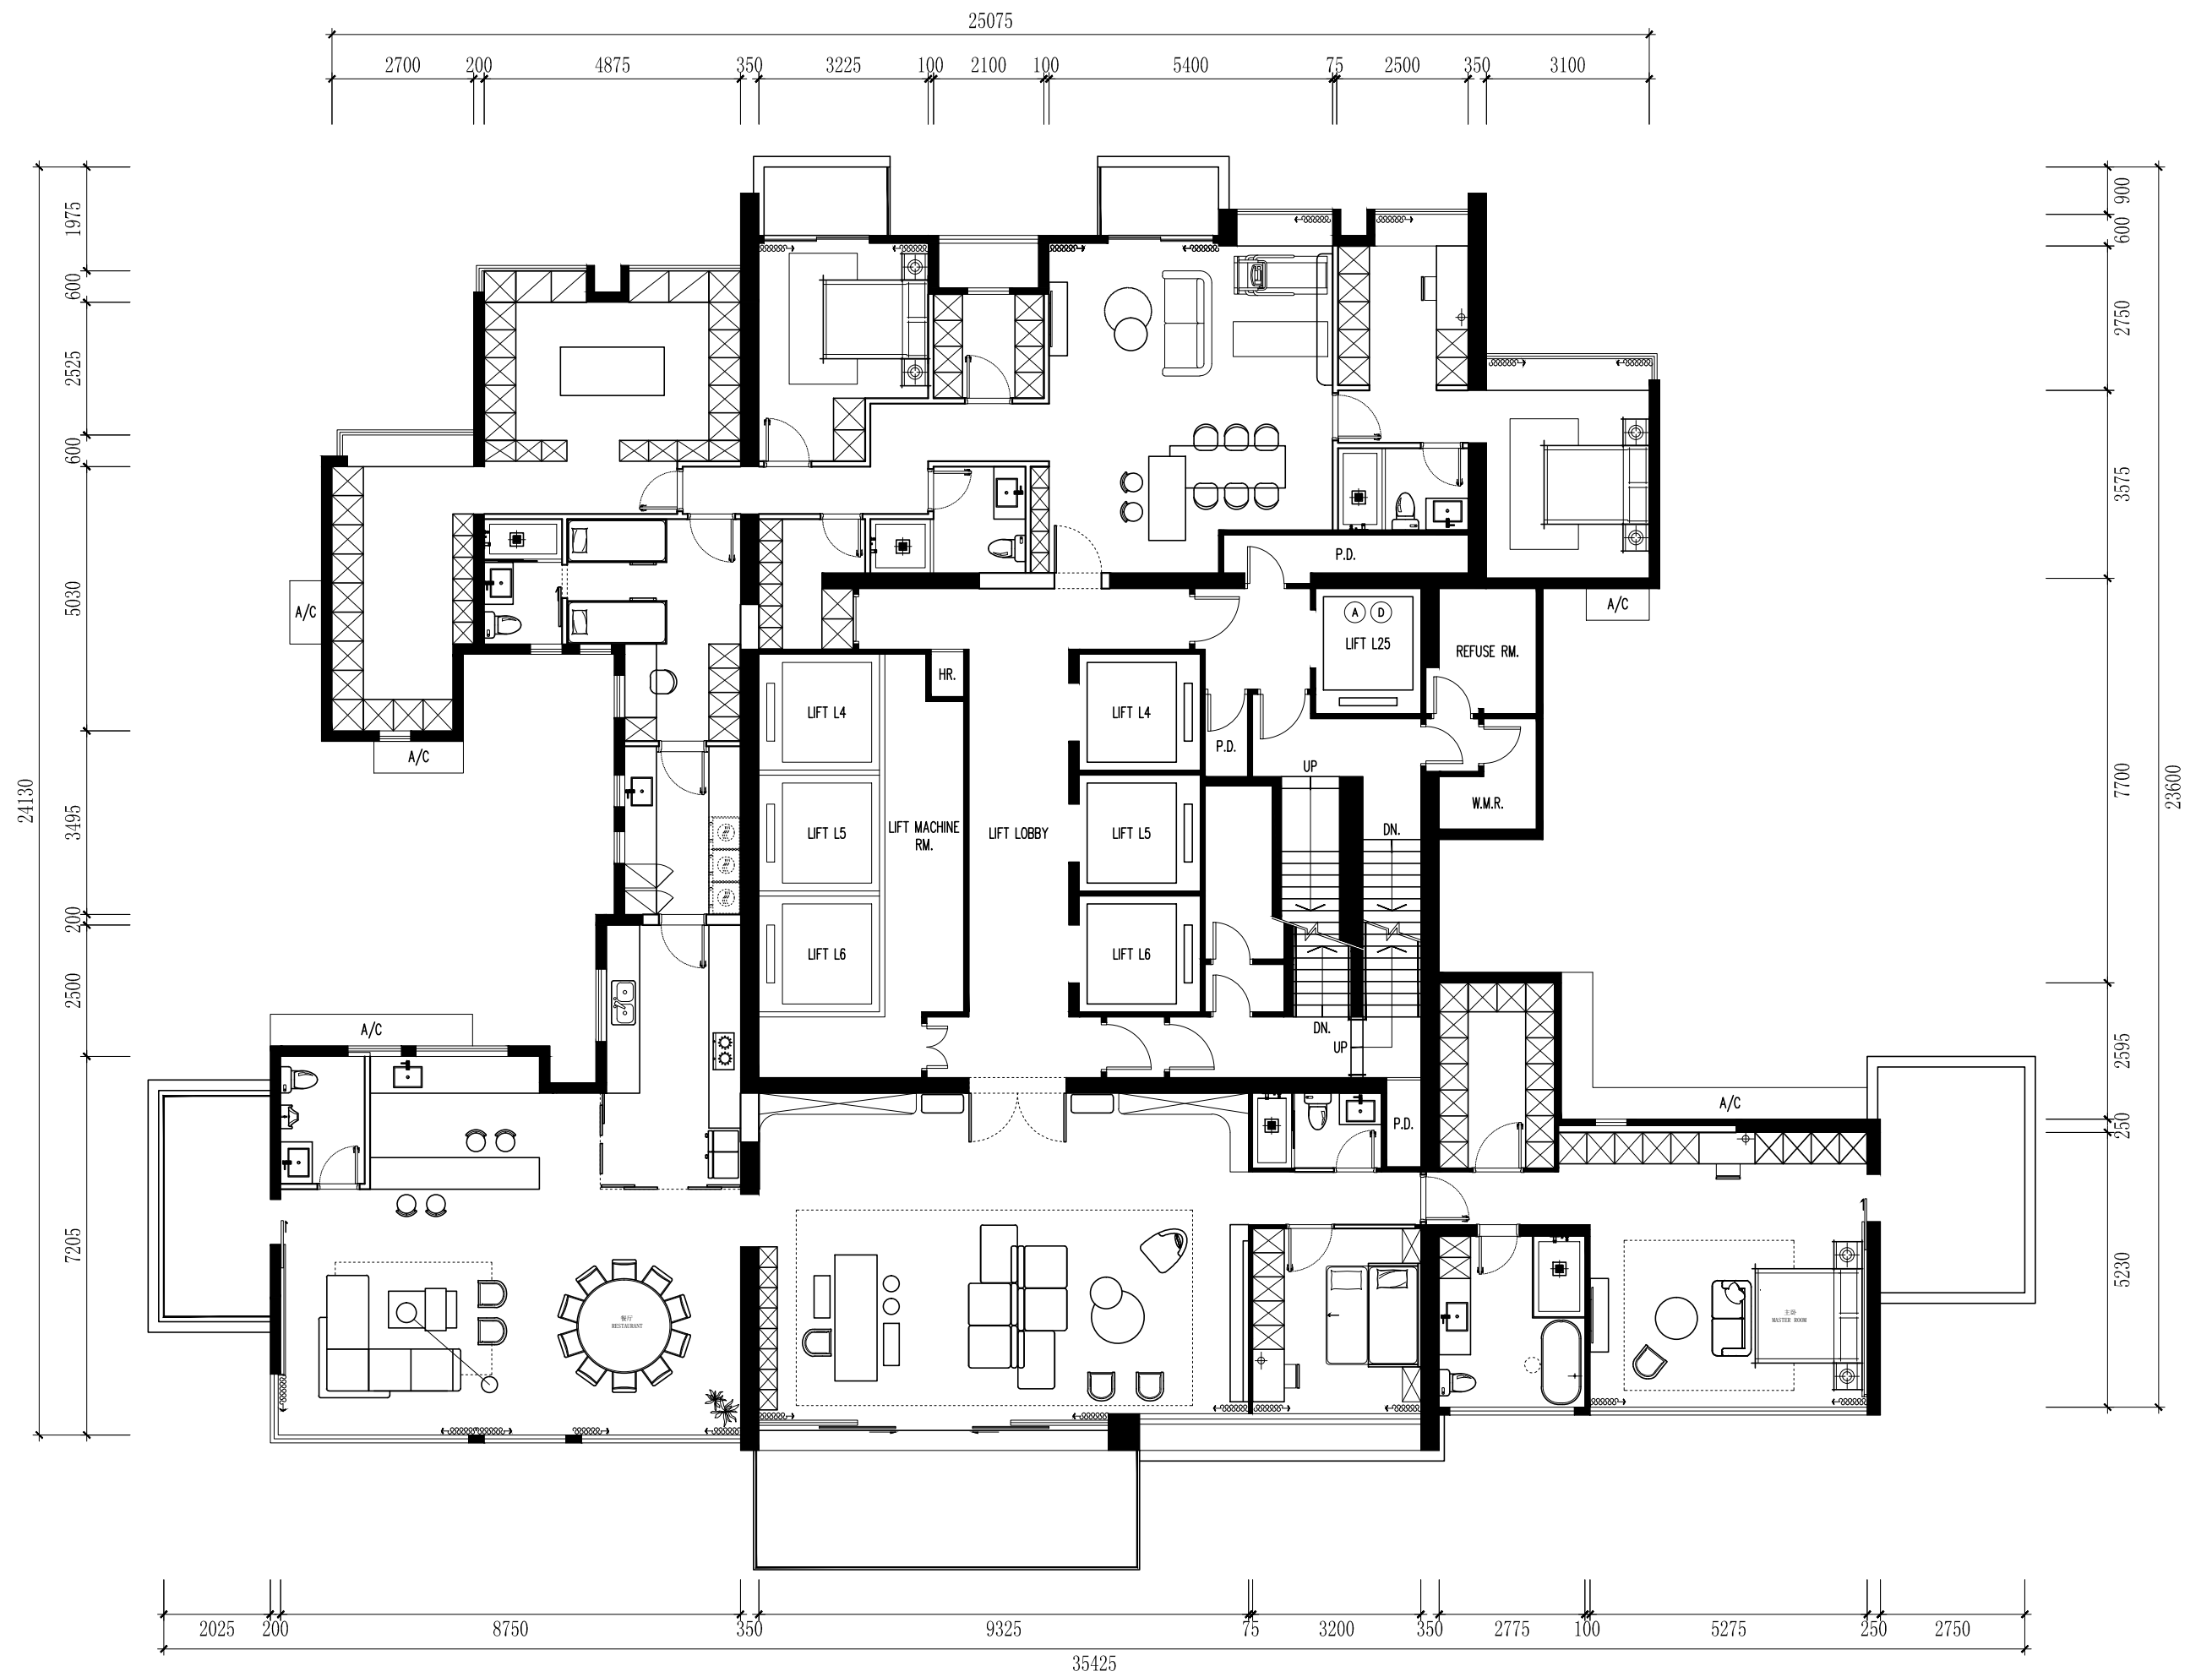 25075
2700 200 4875 350 3225 100 2100 100 5400 75 2500 350 3100
24130
1975
600
2525
600
5030
3495
200
2500
7205
900
600
2750
3575
7700
2595
250
5230
23600
P.D.
A/C
A/C
A/C
A D
LIFT L25
REFUSE RM.
HR.
LIFT L4
LIFT L4
P.D.
UP
W.M.R.
DN.
LIFT L5
LIFT MACHINE
RM.
LIFT LOBBY
LIFT L5
LIFT L6
LIFT L6
DN.
UP
A/C
A/C
P.D.
主卧
MASTER ROOM
餐厅
RESTAURANT
2025 200 8750 350 9325 75 3200 350 2775 100 5275 250 2750
35425